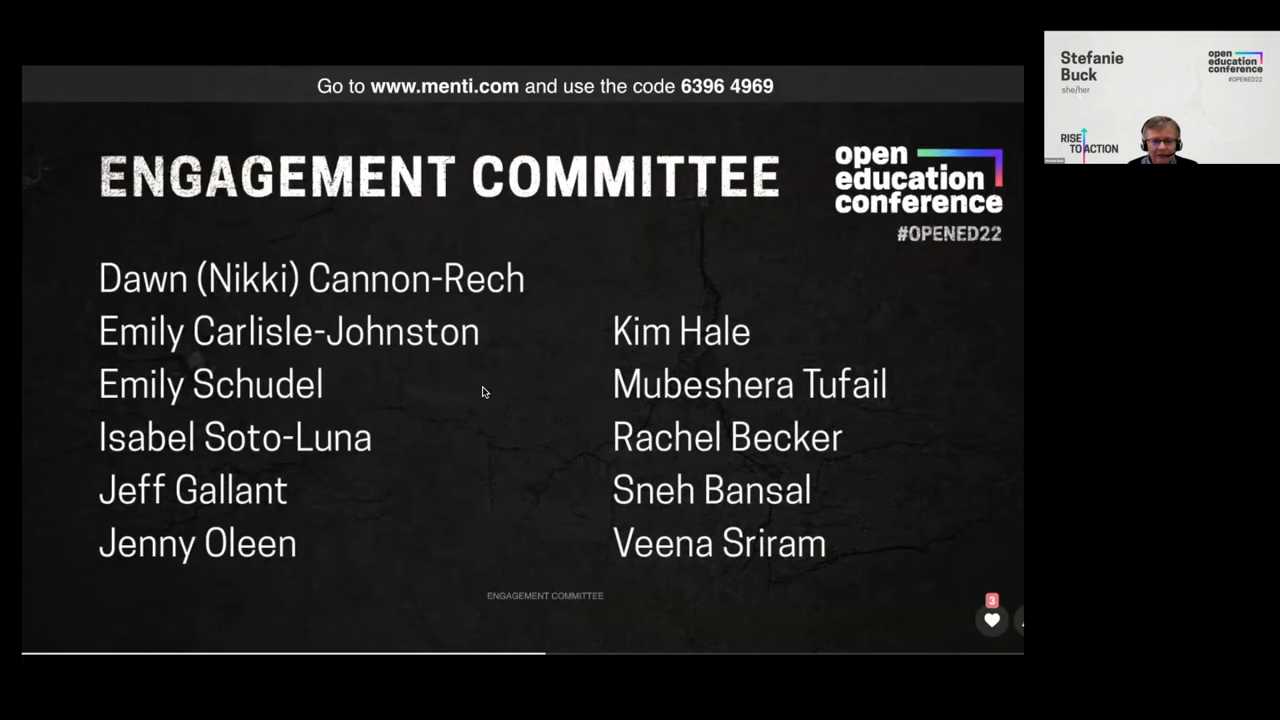 Go to www.menti.com and use the code 6396 4969
ENGAGEMENT COMMITTEE
open
education
conference
#OPENED22
Dawn (Nikki) Cannon-Rech
Emily Carlisle-Johnston
Emily Schudel
Isabel Soto-Luna
Jeff Gallant
Jenny Oleen
Kim Hale
Mubeshera Tufail
Rachel Becker
Sneh Bansal
Veena Sriram
ENGAGEMENT COMMITTEE
3
Stefanie
Buck
she/her
open
education
conference
#OPENED22
RISE
TO ACTION